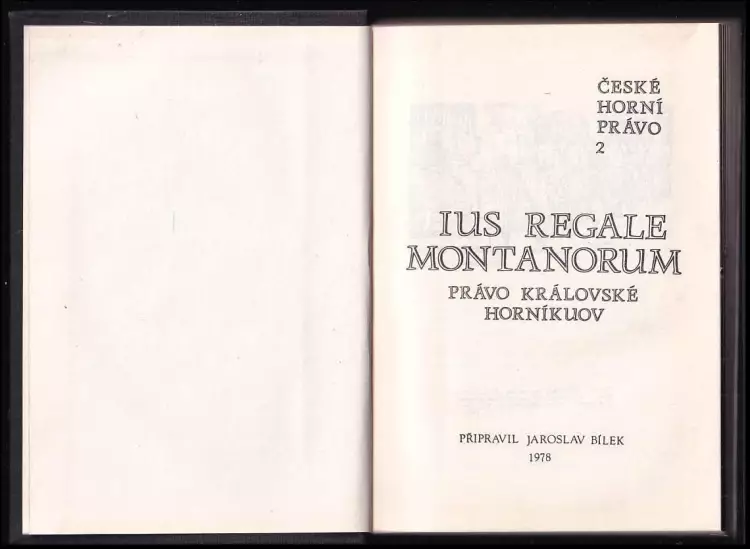 ČESKÉ
HORNÍ
PRÁVO
2
IUS REGALE
MONTANORUM
PRÁVO KRÁLOVSKÉ
HORNÍKUOV
PŘIPRAVIL JAROSLAV BÍLEK
1978